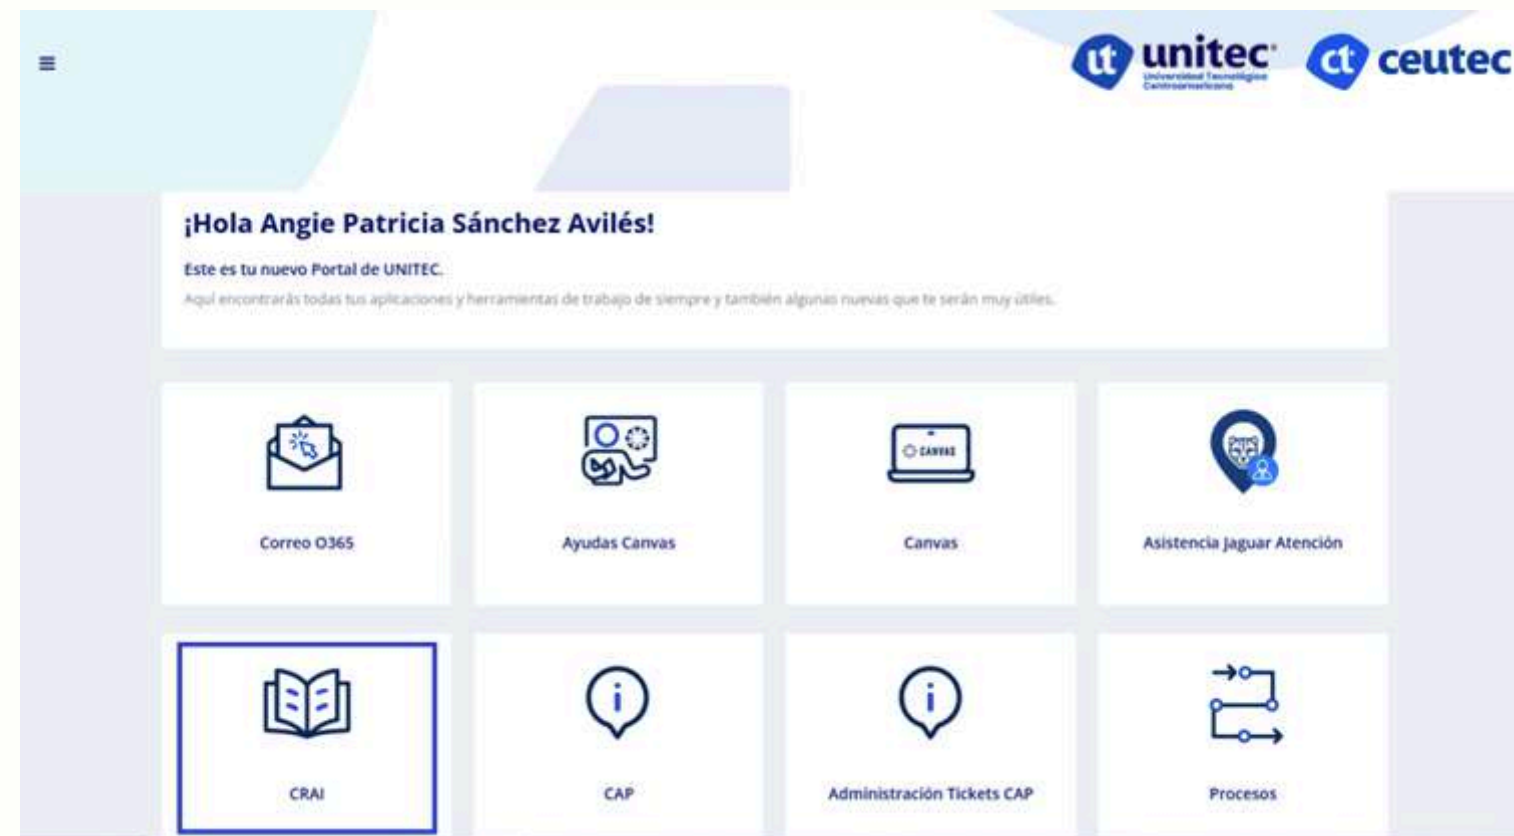 unitec
Universidad Tecnológica
Centroamericana
ceutec
¡Hola Angie Patricia Sánchez Avilés!
Este es tu nuevo Portal de UNITEC.
Aquí encontrarás todas tus aplicaciones y herramientas de trabajo de siempre y también algunas nuevas que te serán muy útiles.
CANVAS
Correo O365
Ayudas Canvas
Canvas
Asistencia Jaguar Atención
CRAI
CAP
Administración Tickets CAP
Procesos